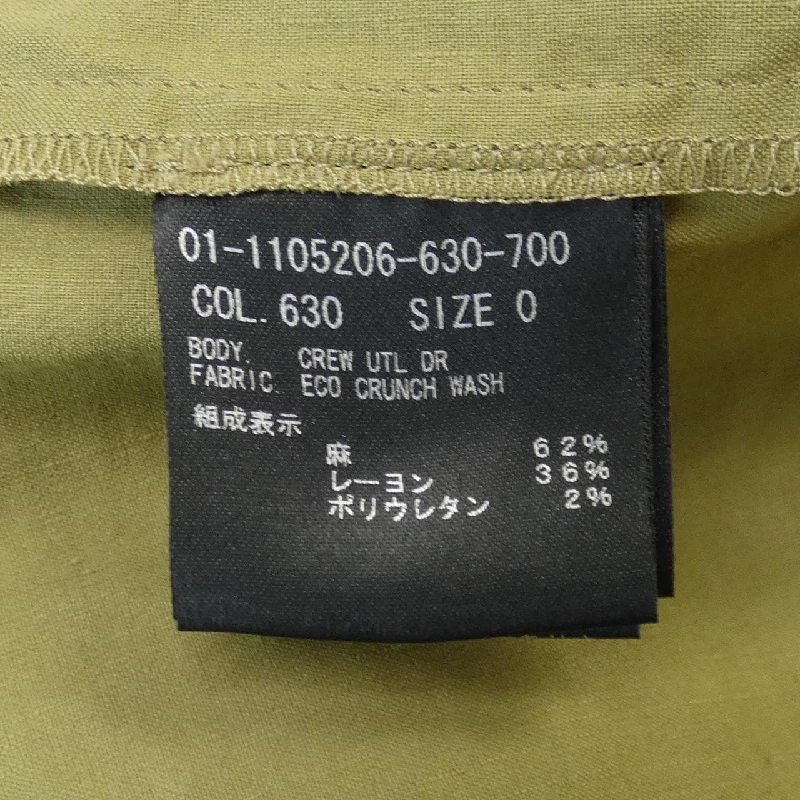 01-1105206-630-700
COL. 630 SIZE 0
BODY. CREW UTL DR
FABRIC. ECO CRUNCH WASH
組成表示
麻 62%
レーヨン 36%
ポリウレタン 2%